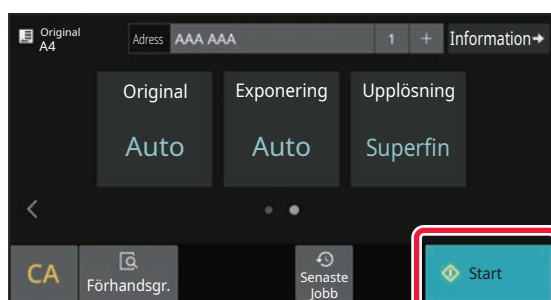 Original
A4
Adress AAA AAA 1 + Information
Original Exponering Upplösning
Auto Auto Superfin
CA
Förhandsgr.
Senaste
Jobb
Start